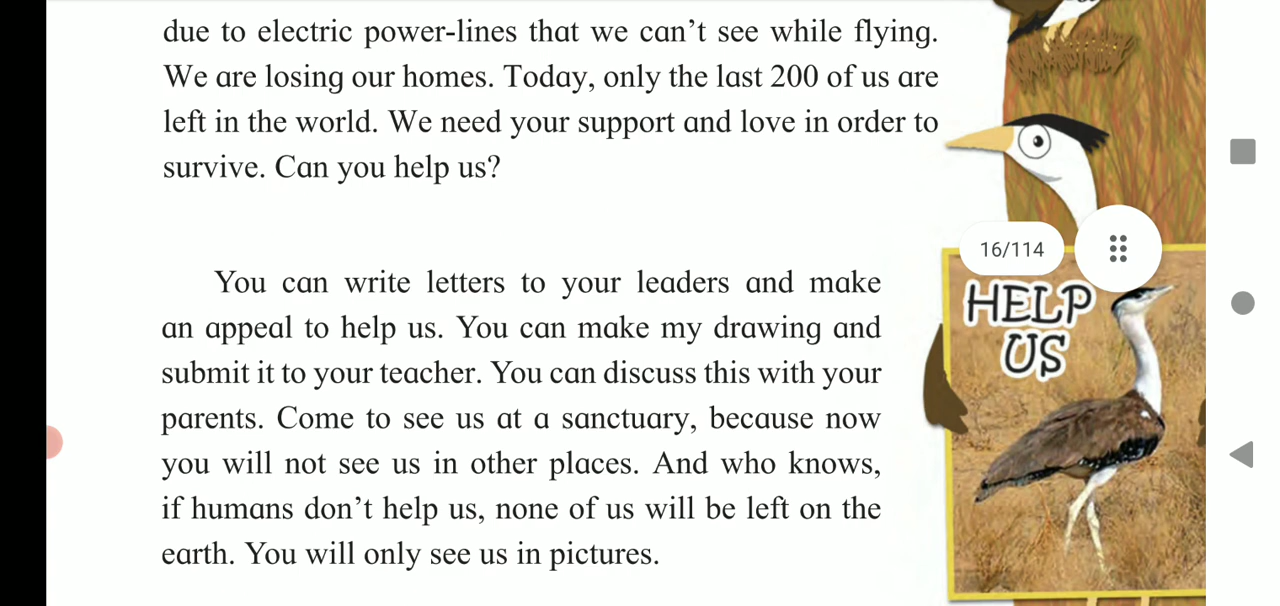 due to electric power-lines that we can’t see while flying.
We are losing our homes. Today, only the last 200 of us are
left in the world. We need your support and love in order to
survive. Can you help us?
16/114
HELP
US
You can write letters to your leaders and make
an appeal to help us. You can make my drawing and
submit it to your teacher. You can discuss this with your
parents. Come to see us at a sanctuary, because now
you will not see us in other places. And who knows,
if humans don’t help us, none of us will be left on the
earth. You will only see us in pictures.